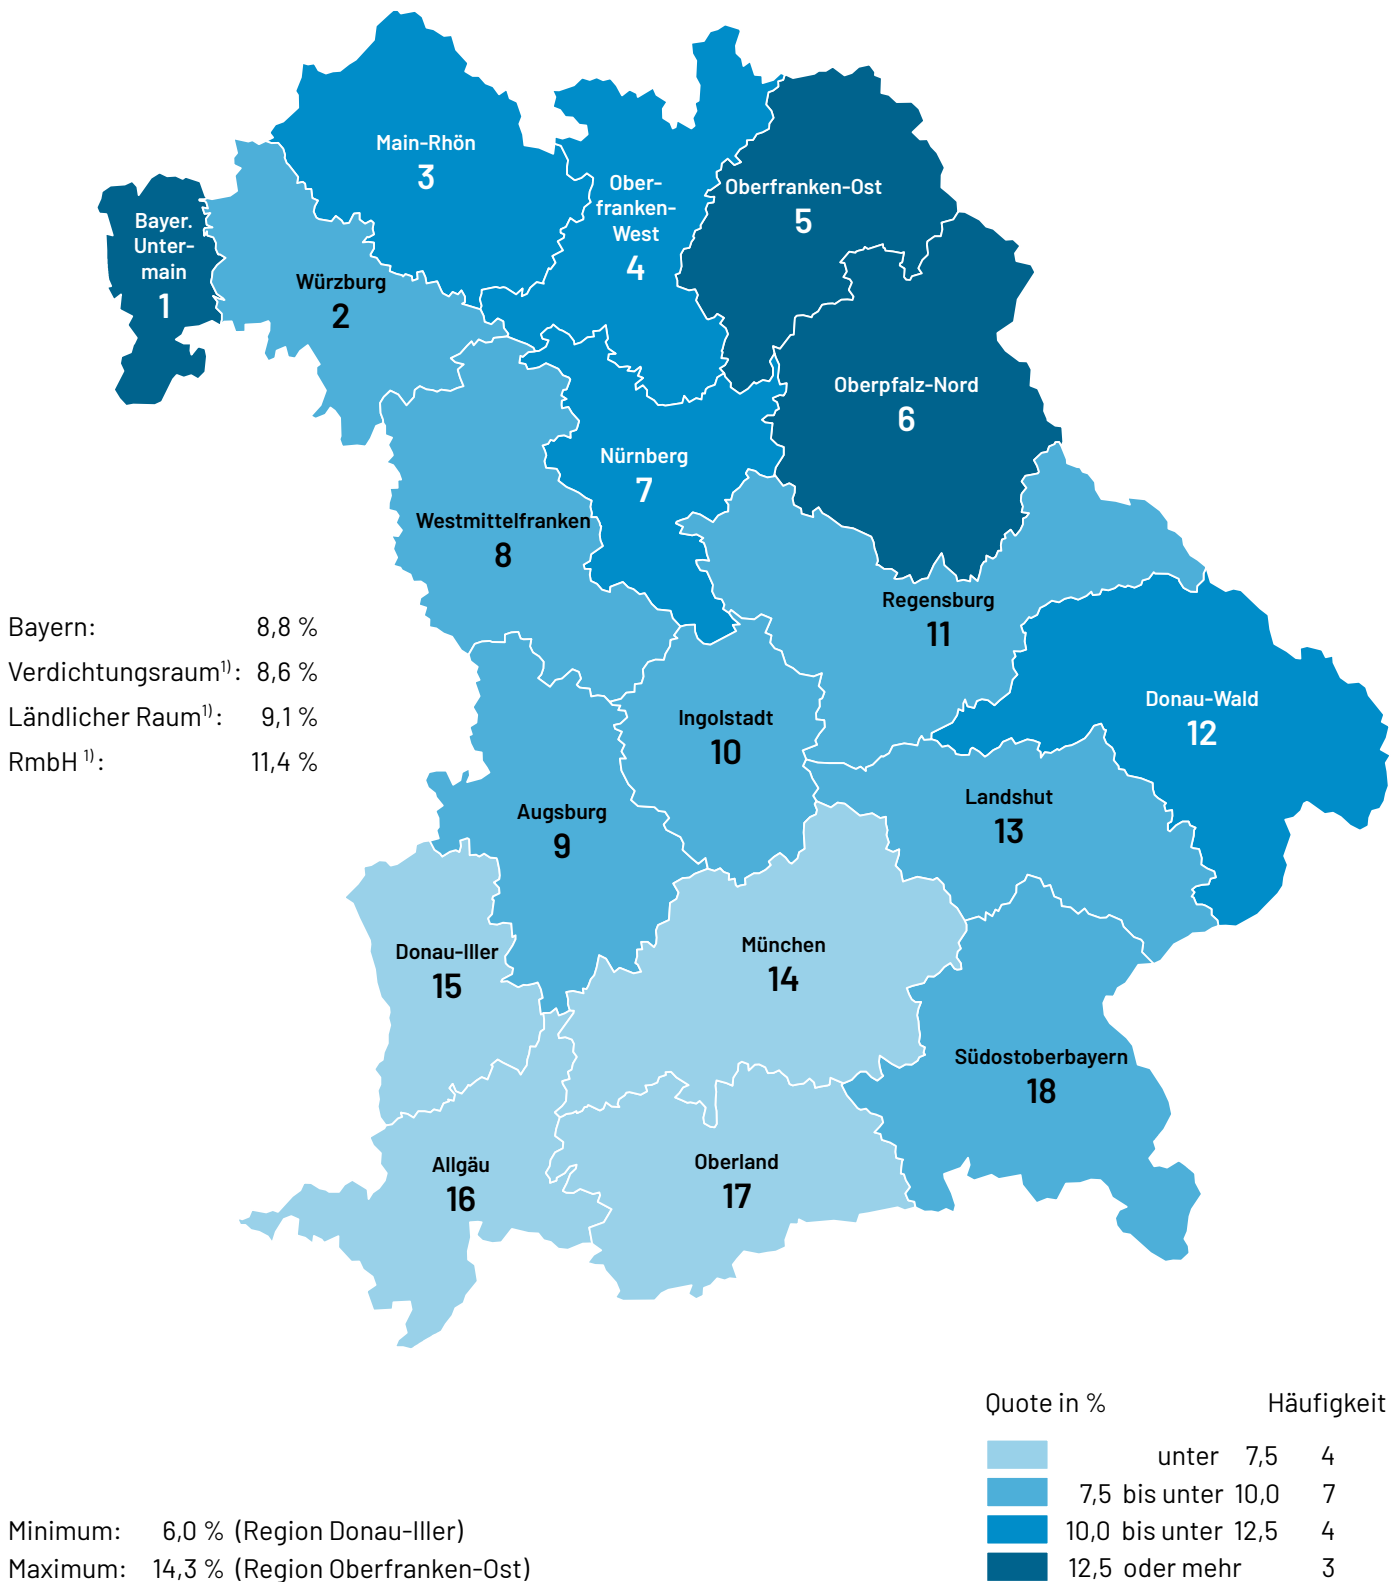 Main-Rhön
3
Ober-
franken-
West
4
Oberfranken-Ost
5
Bayer.
Unter-
main
1
Würzburg
2
Oberpfalz-Nord
6
Nürnberg
7
Westmittelfranken
8
Regensburg
11
Bayern: 8,8 %
Verdichtungsraum¹⁾: 8,6 %
Ländlicher Raum¹⁾: 9,1 %
RmbH ¹⁾: 11,4 %
Donau-Wald
12
Ingolstadt
10
Landshut
13
Augsburg
9
München
14
Donau-Iller
15
Südostoberbayern
18
Allgäu
16
Oberland
17
Quote in % Häufigkeit
unter 7,5 4
7,5 bis unter 10,0 7
10,0 bis unter 12,5 4
12,5 oder mehr 3
Minimum: 6,0 % (Region Donau-Iller)
Maximum: 14,3 % (Region Oberfranken-Ost)